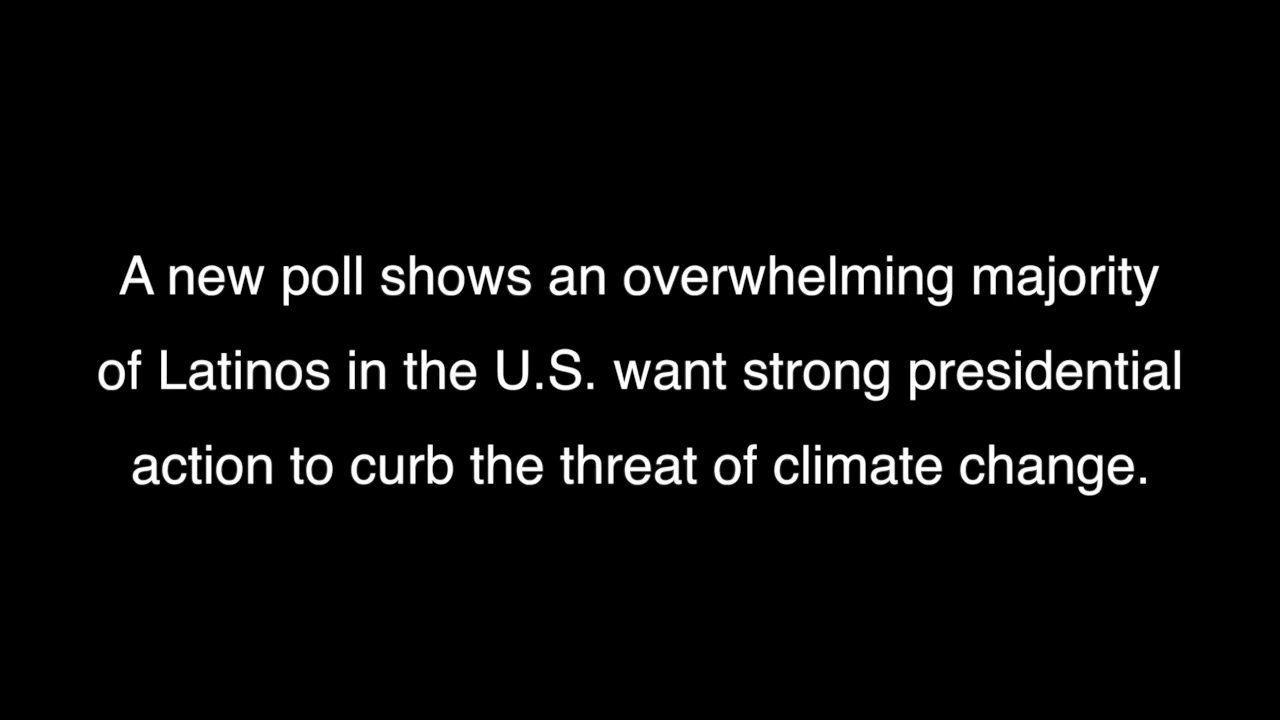 A new poll shows an overwhelming majority
of Latinos in the U.S. want strong presidential
action to curb the threat of climate change.